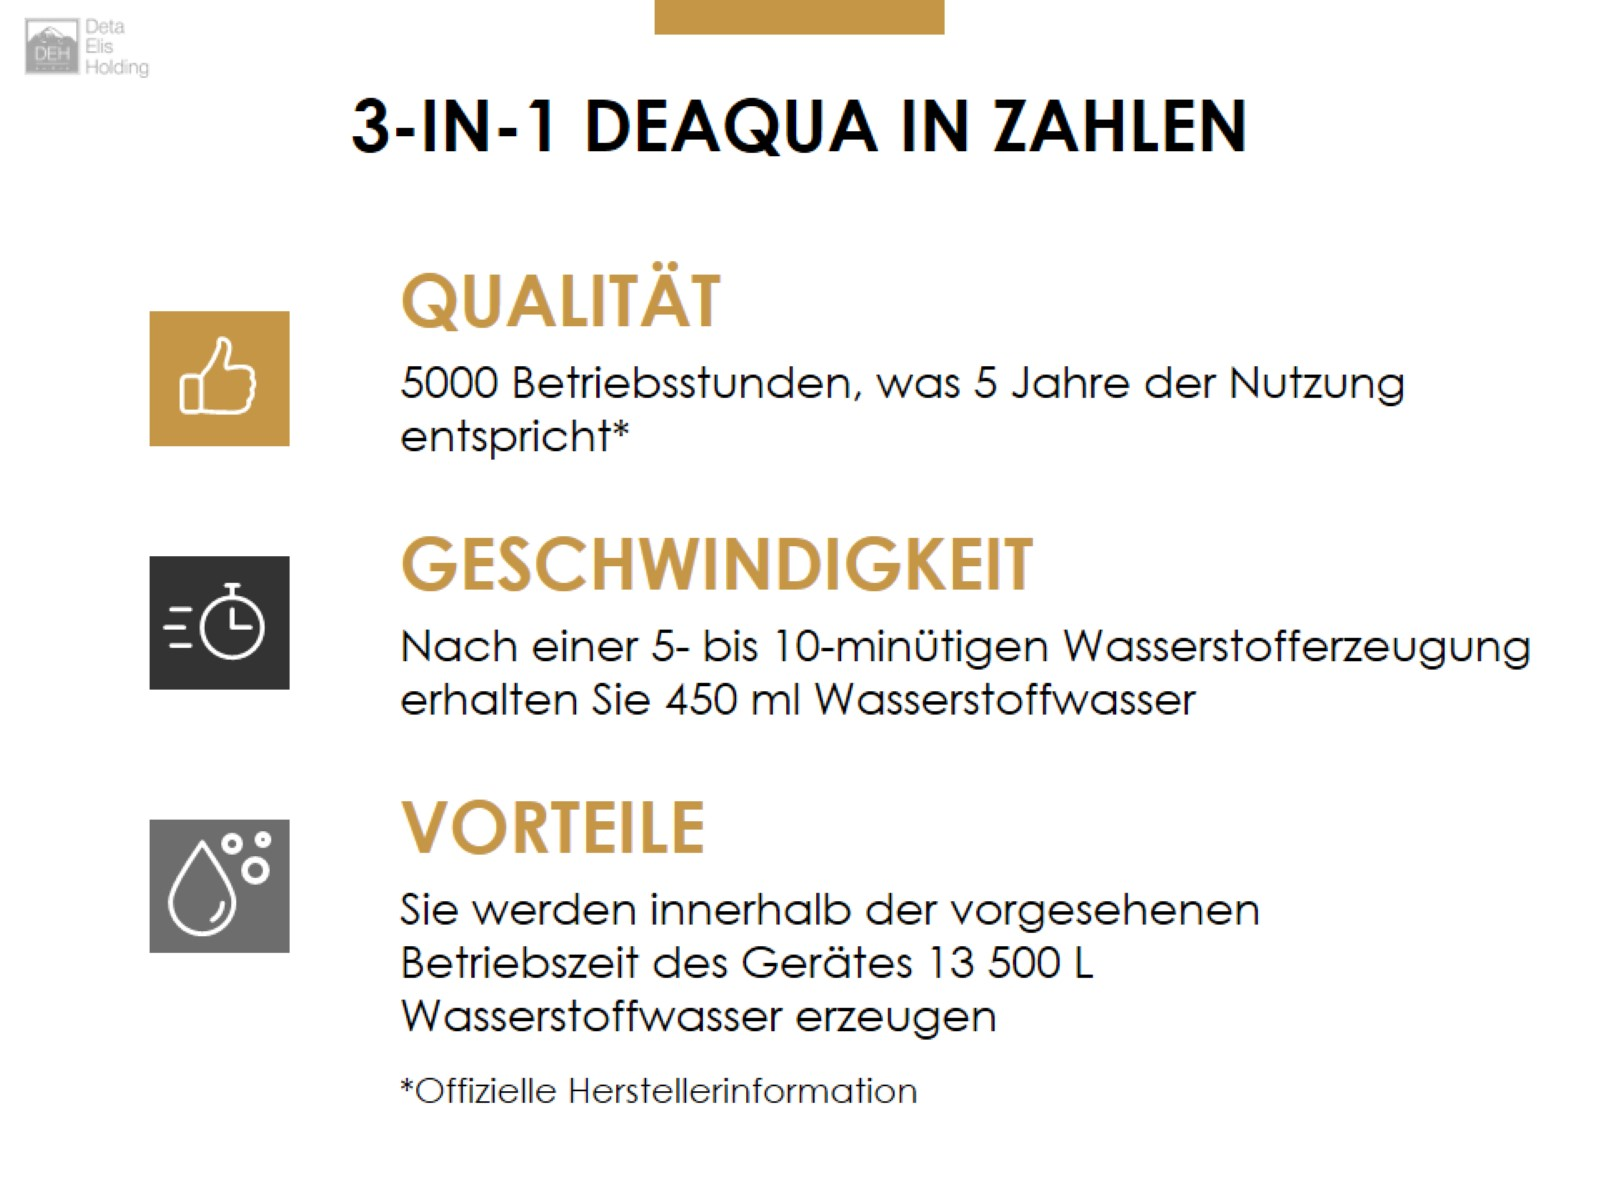 Deta
Elis
Holding
DEH
3-IN-1 DEAQUA IN ZAHLEN
QUALITÄT
5000 Betriebsstunden, was 5 Jahre der Nutzung
entspricht*
GESCHWINDIGKEIT
Nach einer 5- bis 10-minütigen Wasserstofferzeugung
erhalten Sie 450 ml Wasserstoffwasser
VORTEILE
Sie werden innerhalb der vorgesehenen
Betriebszeit des Gerätes 13 500 L
Wasserstoffwasser erzeugen
*Offizielle Herstellerinformation